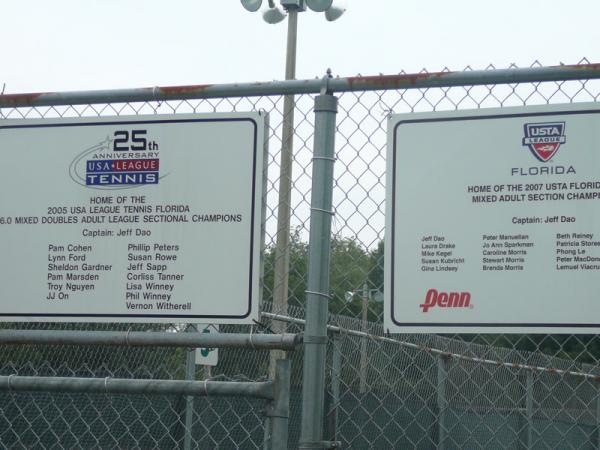 25th
ANNIVERSARY
USA LEAGUE
TENNIS
HOME OF THE
2005 USA LEAGUE TENNIS FLORIDA
6.0 MIXED DOUBLES ADULT LEAGUE SECTIONAL CHAMPIONS
Captain: Jeff Dao
Pam Cohen
Lynn Ford
Sheldon Gardner
Pam Marsden
Troy Nguyen
JJ On
Phillip Peters
Susan Rowe
Jeff Sapp
Corliss Tanner
Lisa Winney
Phil Winney
Vernon Witherell
USTA
LEAGUE
FLORIDA
HOME OF THE 2007 USTA FLORID
MIXED ADULT SECTION CHAMP
Captain: Jeff Dao
Jeff Dao
Laura Drake
Mike Kegel
Susan Kubricht
Gina Lindsey
Peter Manuelian
Jo Ann Sparkman
Caroline Morris
Stewart Morris
Brenda Morris
Beth Reiney
Patricia Stores
Phong Le
Peter MacDona
Lemuel Viacru
Penn